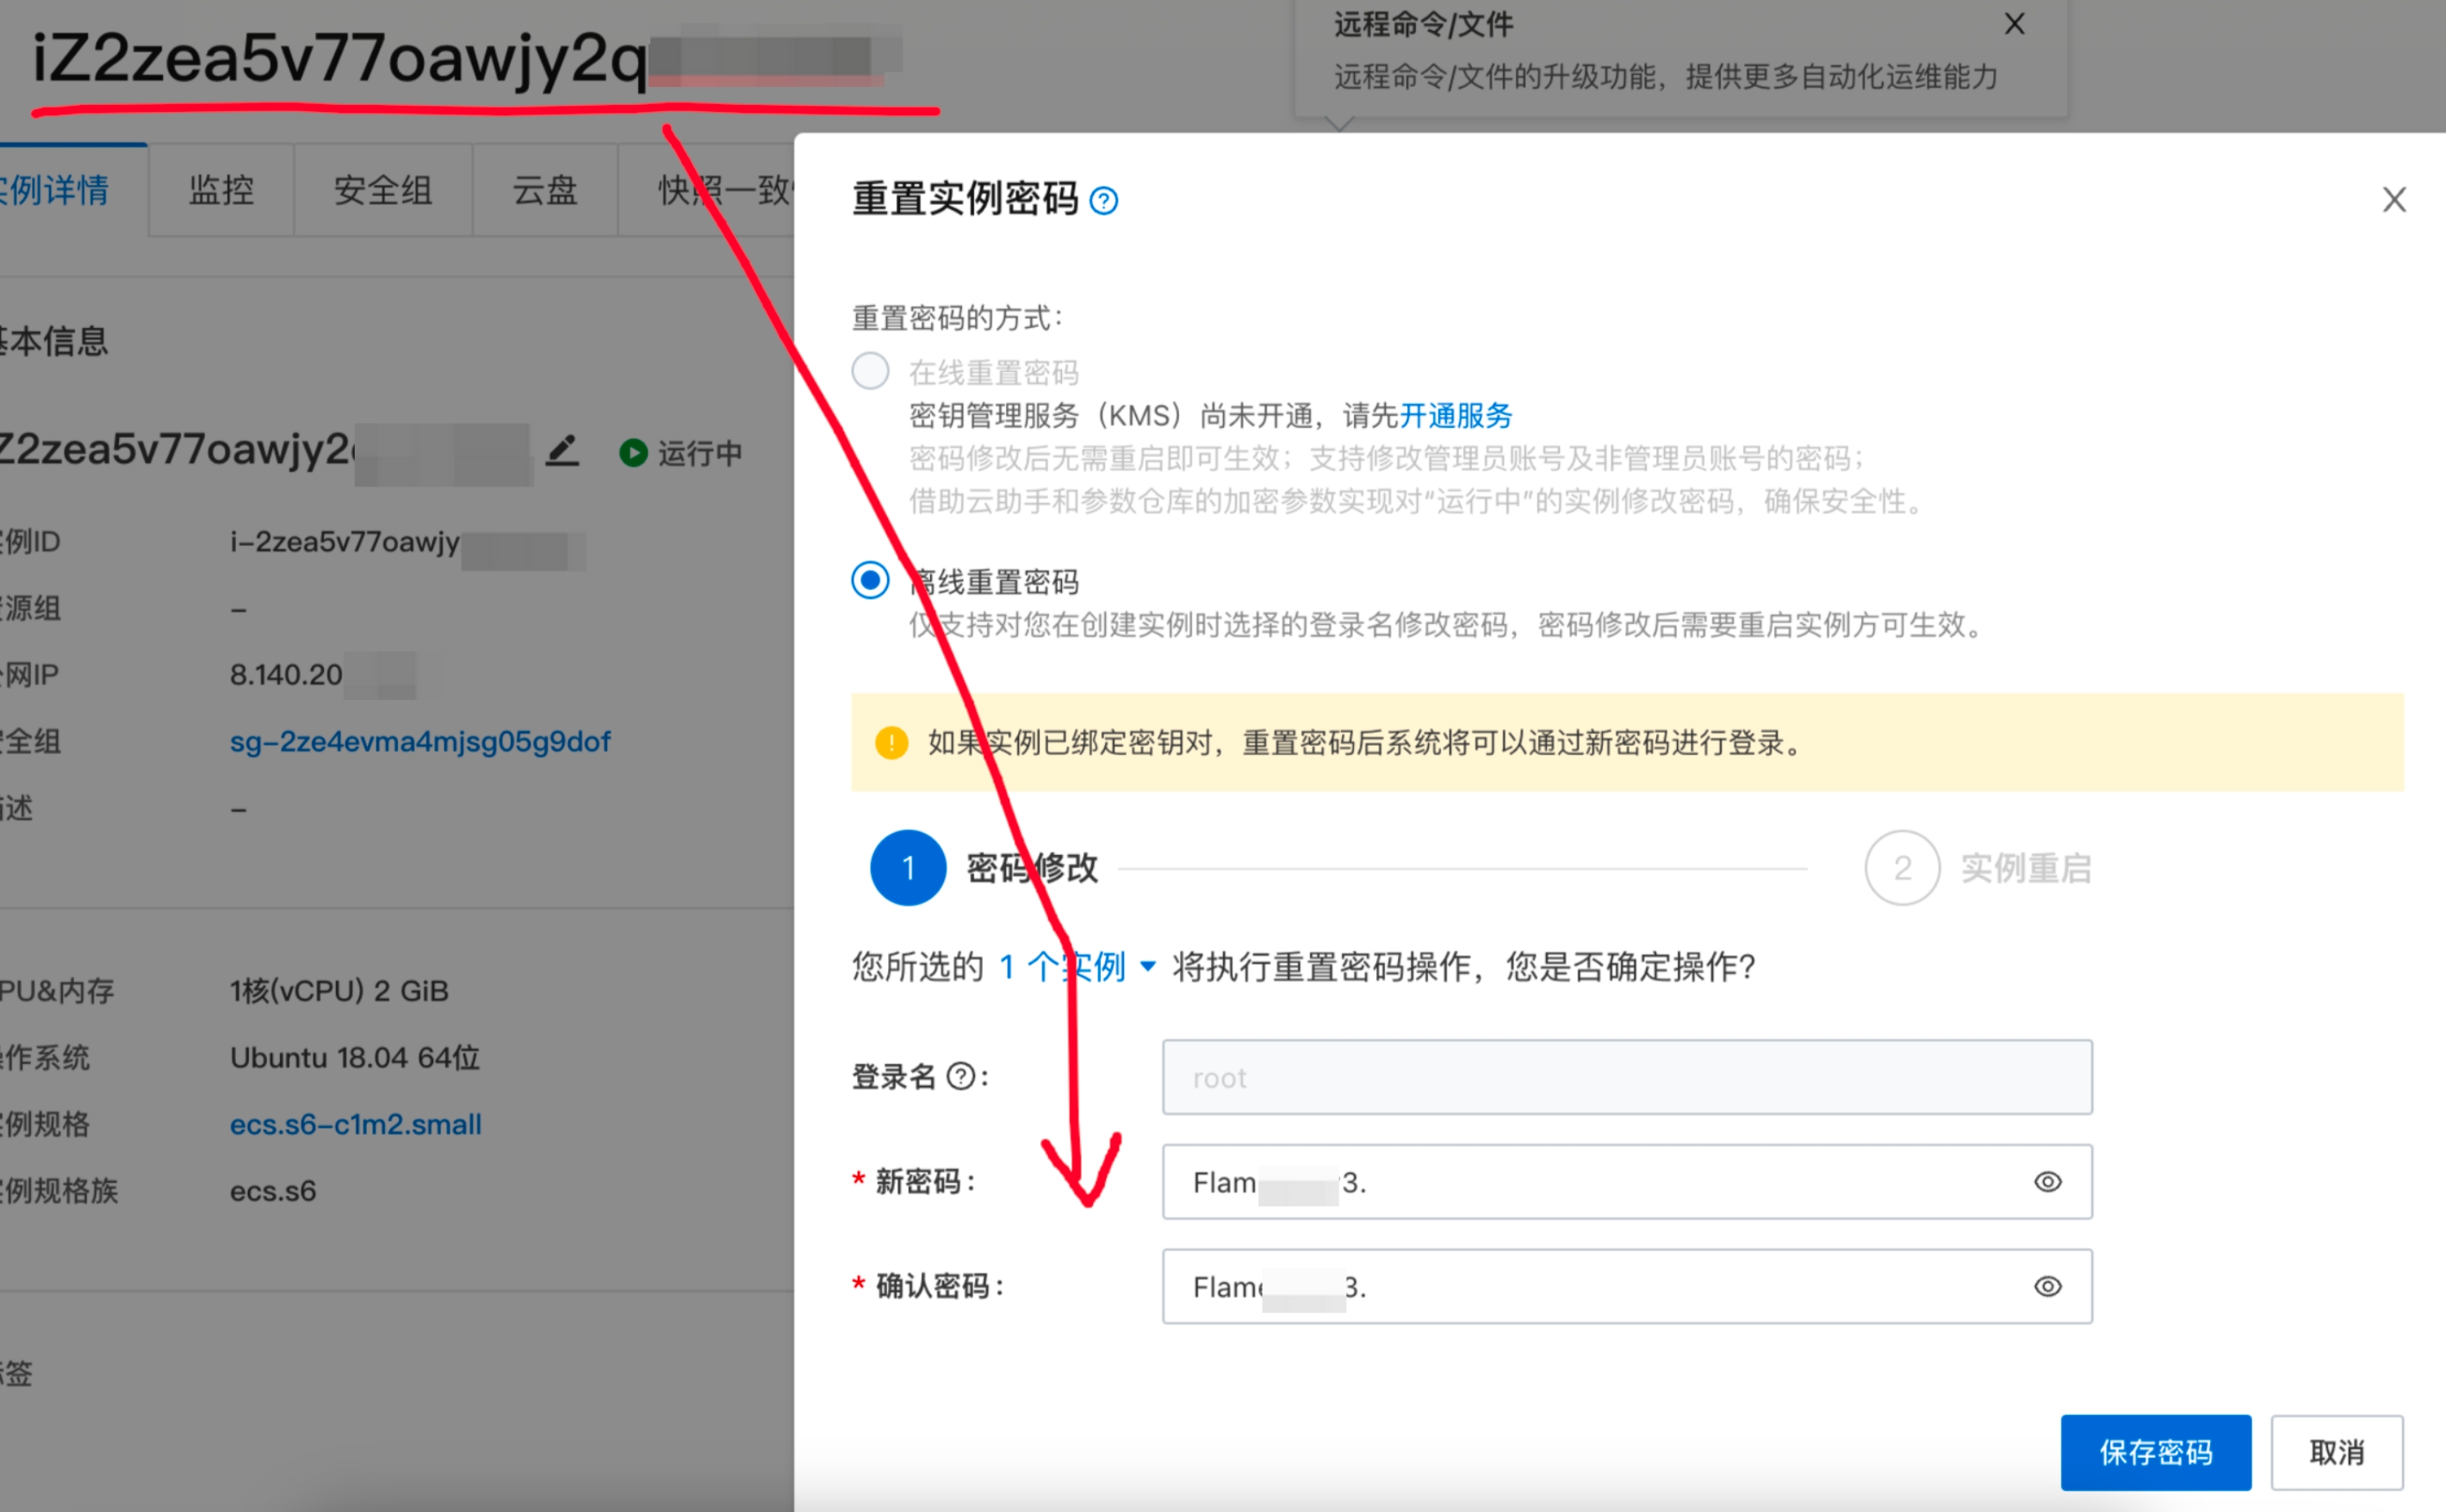 iZ2zea5v77oawjy2q
远程命令/文件
远程命令/文件的升级功能，提供更多自动化运维能力
实例详情
监控
安全组
云盘
快照一致
基本信息
Z2zea5v77oawjy2
运行中
实例ID
i-2zea5v77oawjy
资源组
–
公网IP
8.140.20
安全组
sg-2ze4evma4mjsg05g9dof
描述
–
PU&内存
1核(vCPU) 2 GiB
操作系统
Ubuntu 18.04 64位
实例规格
ecs.s6-c1m2.small
实例规格族
ecs.s6
标签
重置实例密码 ?
重置密码的方式：
在线重置密码
密钥管理服务（KMS）尚未开通，请先开通服务
密码修改后无需重启即可生效；支持修改管理员账号及非管理员账号的密码；
借助云助手和参数仓库的加密参数实现对“运行中”的实例修改密码，确保安全性。
离线重置密码
仅支持对您在创建实例时选择的登录名修改密码，密码修改后需要重启实例方可生效。
如果实例已绑定密钥对，重置密码后系统将可以通过新密码进行登录。
1 密码修改
2 实例重启
您所选的 1 个实例 将执行重置密码操作，您是否确定操作？
登录名 ?：
root
* 新密码：
Flam 3.
* 确认密码：
Flam 3.
保存密码
取消